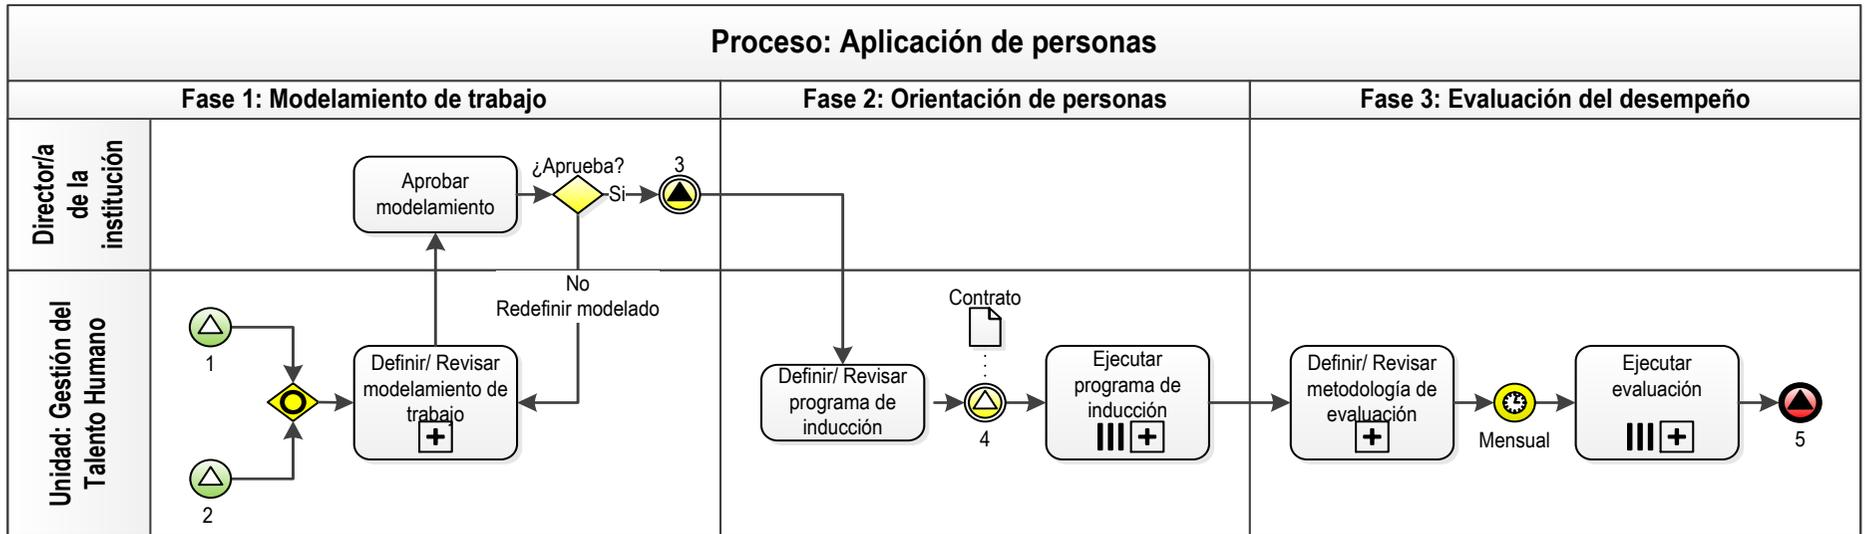 Proceso: Aplicación de personas
Fase 1: Modelamiento de trabajo
Fase 2: Orientación de personas
Fase 3: Evaluación del desempeño
Director/a
de la
institución
Aprobar
modelamiento
¿Aprueba?
Si
3
No
Redefinir modelado
Unidad: Gestión del
Talento Humano
1
2
Definir/ Revisar
modelamiento de
trabajo
Definir/ Revisar
programa de
inducción
Contrato
4
Ejecutar
programa de
inducción
Definir/ Revisar
metodología de
evaluación
Mensual
Ejecutar
evaluación
5